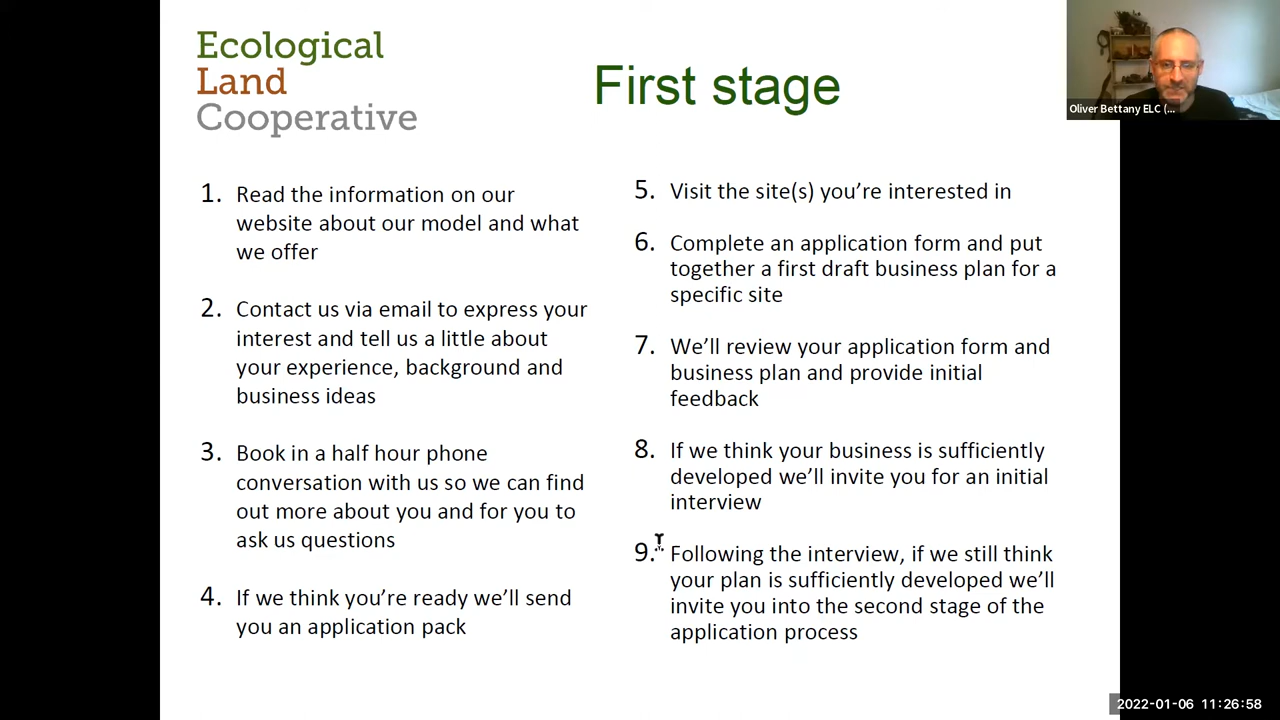 Ecological
Land
Cooperative
First stage
Oliver Bettany ELC (...
1. Read the information on our
website about our model and what
we offer
2. Contact us via email to express your
interest and tell us a little about
your experience, background and
business ideas
3. Book in a half hour phone
conversation with us so we can find
out more about you and for you to
ask us questions
4. If we think you’re ready we’ll send
you an application pack
5. Visit the site(s) you’re interested in
6. Complete an application form and put
together a first draft business plan for a
specific site
7. We’ll review your application form and
business plan and provide initial
feedback
8. If we think your business is sufficiently
developed we’ll invite you for an initial
interview
9. Following the interview, if we still think
your plan is sufficiently developed we’ll
invite you into the second stage of the
application process
2022-01-06 11:26:58